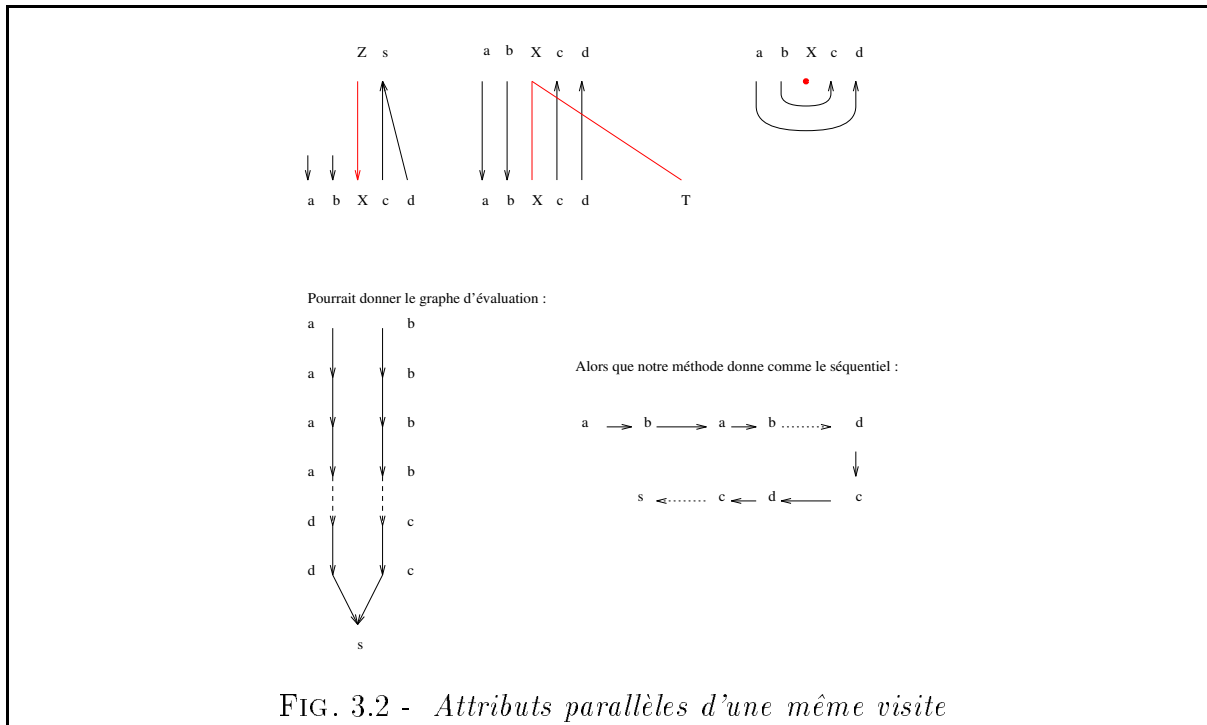 Z s
a b X c d
a b X c d
a b X c d
a b X c d T
Pourrait donner le graphe d'évaluation :
a b
a b
a b
a b
d c
d c
s
Alors que notre méthode donne comme le séquentiel :
a b a b d
s c d c
FIG. 3.2 - Attributs parallèles d'une même visite